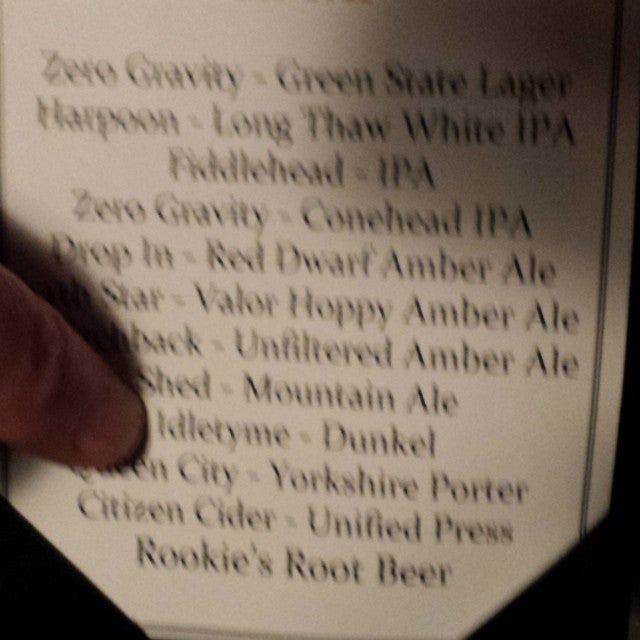 Zero Gravity - Green State Lager
Harpoon - Long Thaw White IPA
Fiddlehead - IPA
Zero Gravity - Conehead IPA
Drop In - Red Dwarf Amber Ale
Star - Valor Hoppy Amber Ale
back - Unfiltered Amber Ale
Shed - Mountain Ale
Idletyme - Dunkel
City - Yorkshire Porter
Citizen Cider - Unified Press
Rookie's Root Beer